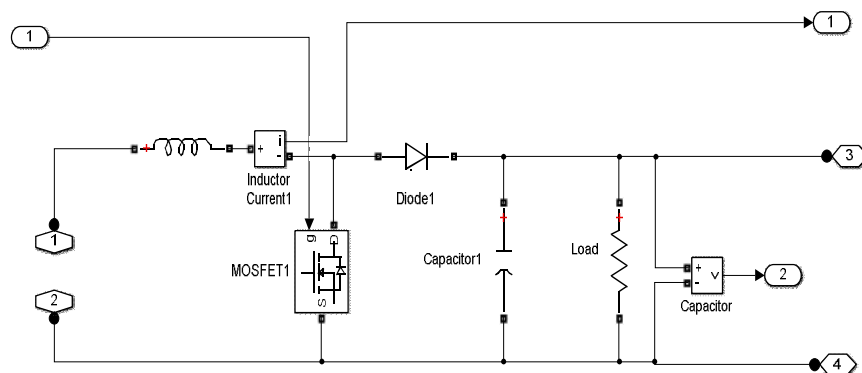 1
1
+
+
i
-
Inductor
Current1
Diode1
3
1
2
MOSFET1
g
D
S
+
Capacitor1
+
Load
+
-
v
2
Capacitor
4